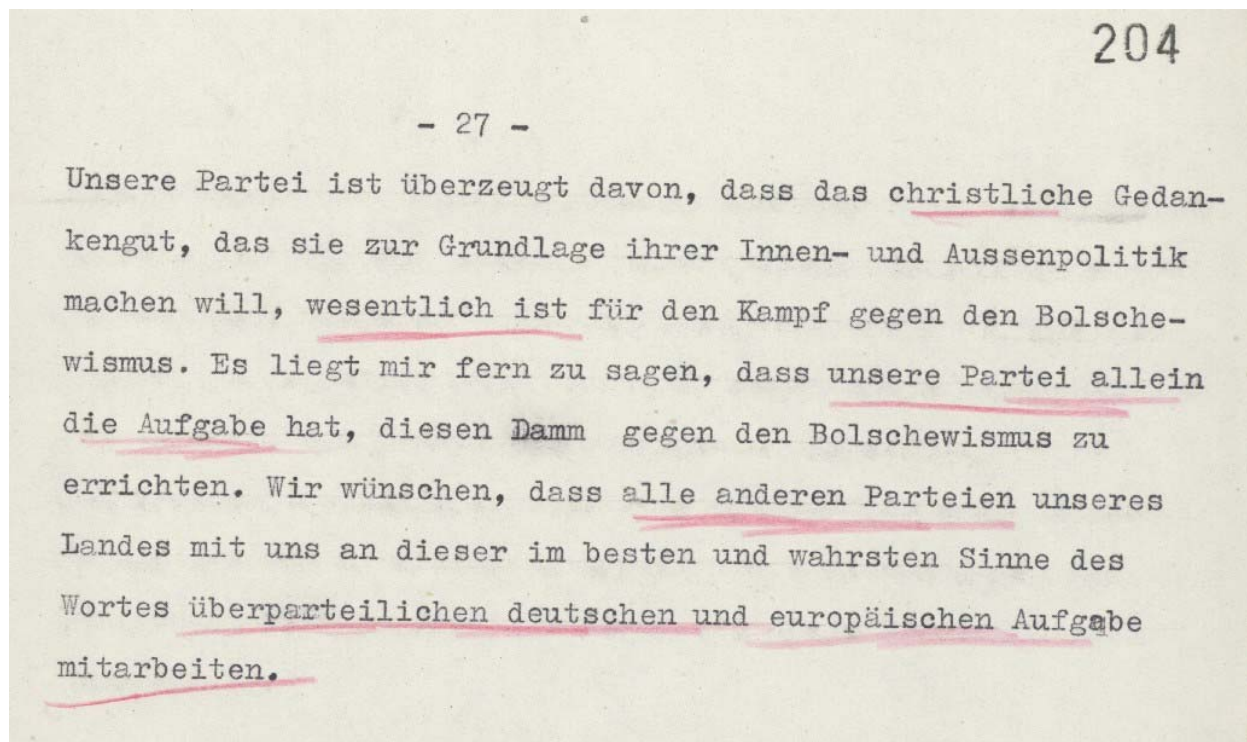 204
- 27 -
Unsere Partei ist überzeugt davon, dass das christliche Gedan-
kengut, das sie zur Grundlage ihrer Innen- und Aussenpolitik
machen will, wesentlich ist für den Kampf gegen den Bolsche-
wismus. Es liegt mir fern zu sagen, dass unsere Partei allein
die Aufgabe hat, diesen Damm gegen den Bolschewismus zu
errichten. Wir wünschen, dass alle anderen Parteien unseres
Landes mit uns an dieser im besten und wahrsten Sinne des
Wortes überparteilichen deutschen und europäischen Aufgabe
mitarbeiten.